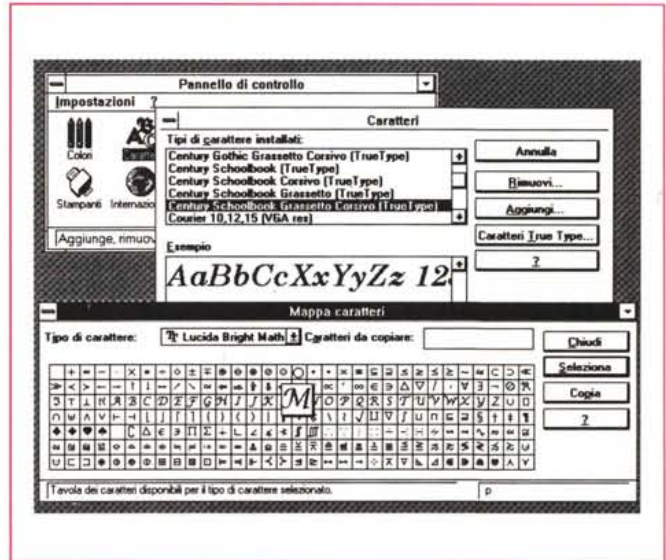 Pannello di controllo
Impostazioni ?
Colori
Stampanti
Aggiunge, rimuov
Caratteri
Tipi di carattere installati:
Century Gothic Grassetto Corsivo (TrueType)
Century Schoolbook (TrueType)
Century Schoolbook Corsivo (TrueType)
Century Schoolbook Grassetto (TrueType)
Century Schoolbook Grassetto Corsivo (TrueType)
Courier 10,12,15 (VGA res)
Annulla
Rimuovi...
Aggiungi...
Caratteri True Type...
?
Esempio
AaBbCcXxYyZz 12
Mappa caratteri
Tipo di carattere:
Lucida Bright Math
Caratteri da copiare:
Chiudi
Seleziona
Copia
?
M
Tavola dei caratteri disponibili per il tipo di carattere selezionato.
p